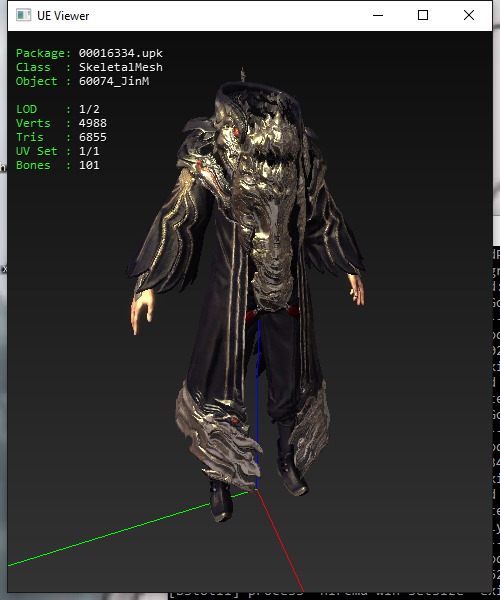 UE Viewer
Package: 00016334.upk
Class : SkeletalMesh
Object : 60074_JinM
LOD : 1/2
Verts : 4988
Tris : 6855
UV Set : 1/1
Bones : 101